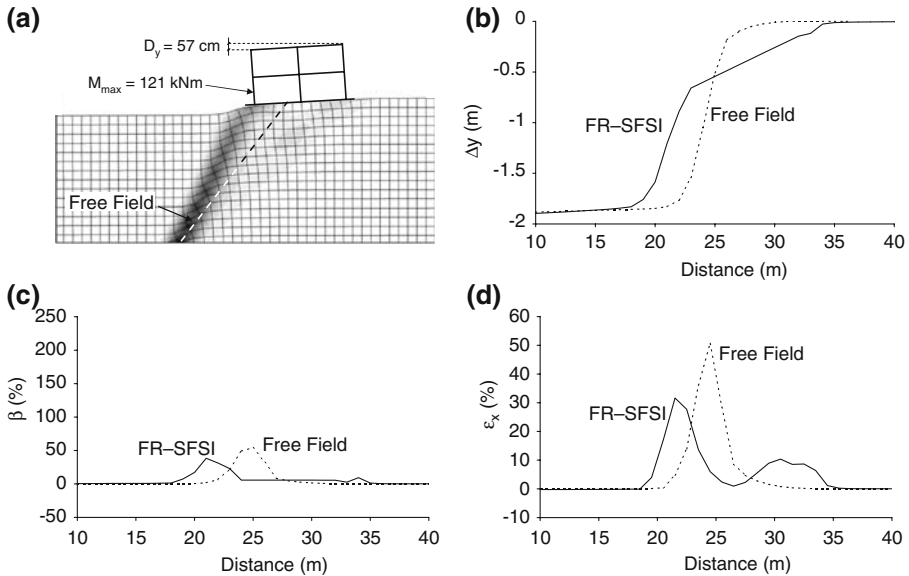 (a)
D_y = 57 cm
M_max = 121 kNm
Free Field
(b)
0
-0.5
-1
-1.5
-2
Δy (m)
FR–SFSI
Free Field
10 15 20 25 30 35 40
Distance (m)
(c)
250
200
150
100
50
0
-50
β (%)
FR–SFSI
Free Field
10 15 20 25 30 35 40
Distance (m)
(d)
60
50
40
30
20
10
0
-10
ε_x (%)
Free Field
FR–SFSI
10 15 20 25 30 35 40
Distance (m)